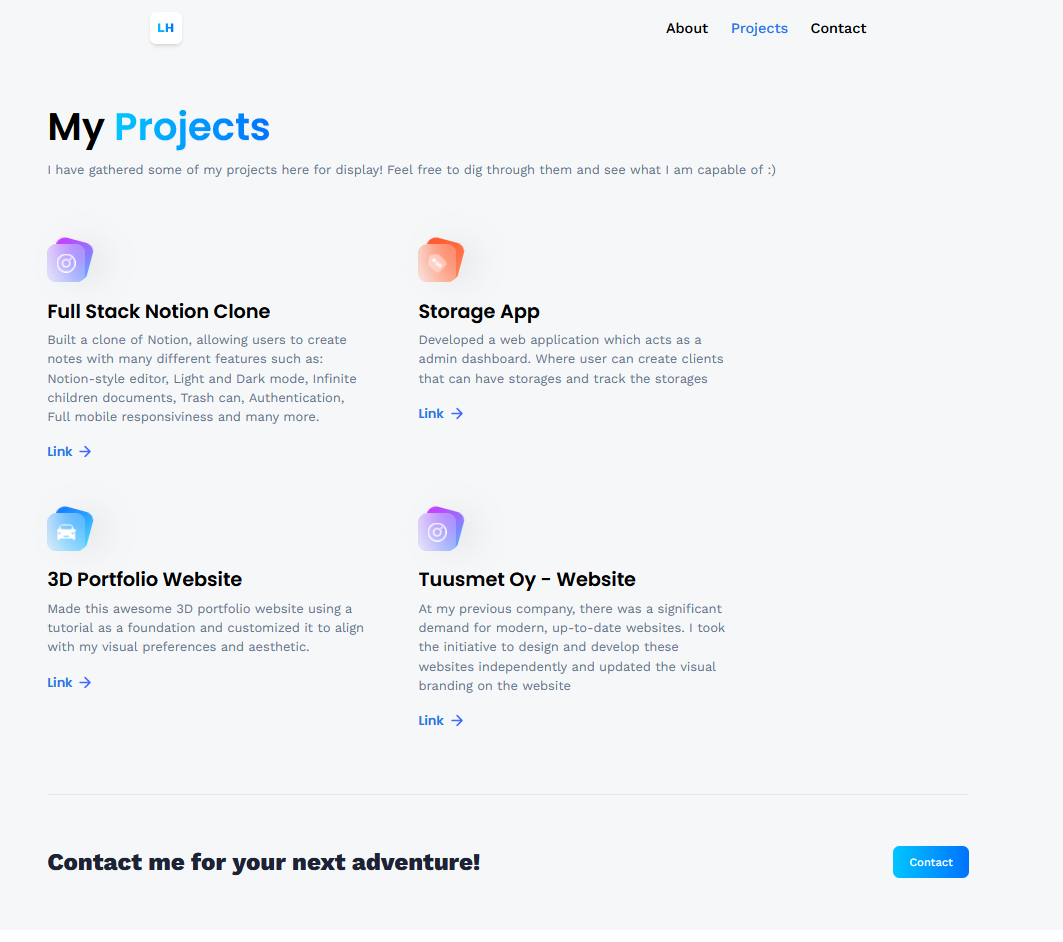 LH
About Projects Contact
My Projects
I have gathered some of my projects here for display! Feel free to dig through them and see what I am capable of :)
Full Stack Notion Clone
Built a clone of Notion, allowing users to create
notes with many different features such as:
Notion-style editor, Light and Dark mode, Infinite
children documents, Trash can, Authentication,
Full mobile responsiviness and many more.
Link →
Storage App
Developed a web application which acts as a
admin dashboard. Where user can create clients
that can have storages and track the storages
Link →
3D Portfolio Website
Made this awesome 3D portfolio website using a
tutorial as a foundation and customized it to align
with my visual preferences and aesthetic.
Link →
Tuusmet Oy - Website
At my previous company, there was a significant
demand for modern, up-to-date websites. I took
the initiative to design and develop these
websites independently and updated the visual
branding on the website
Link →
Contact me for your next adventure!
Contact